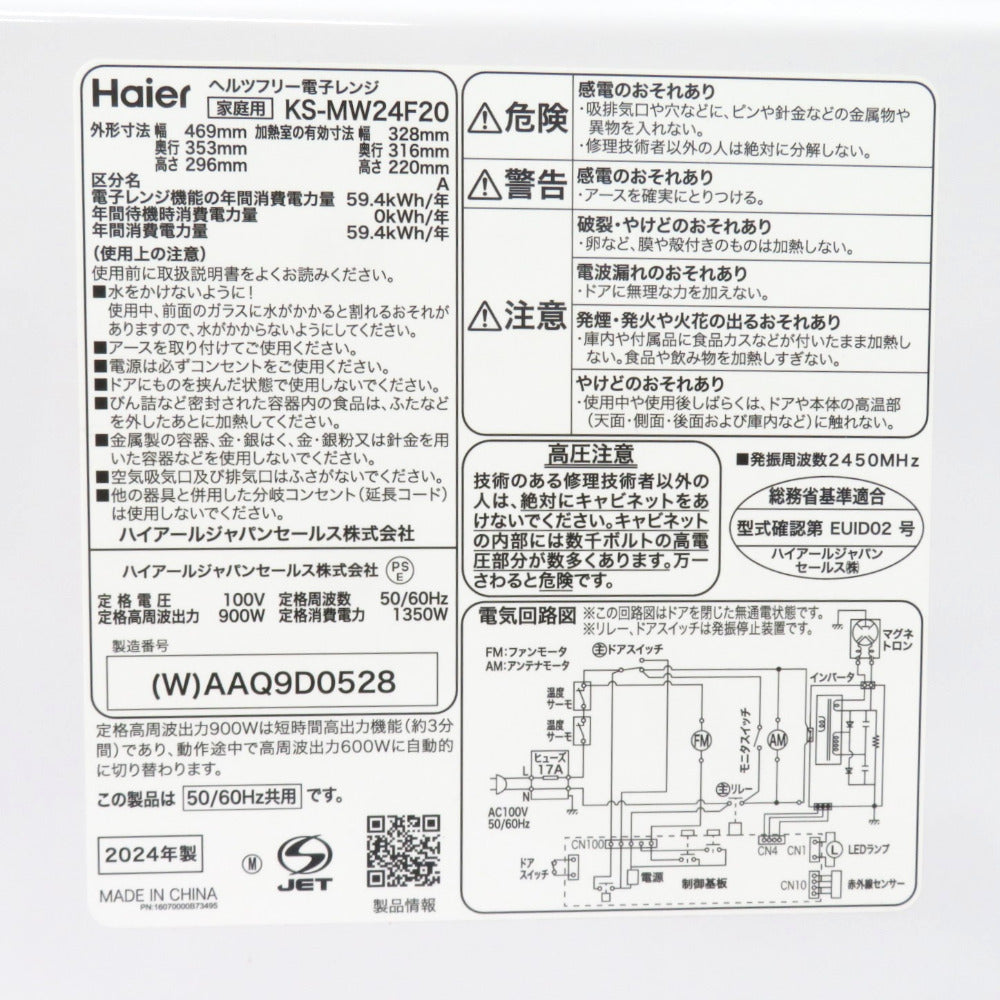 Haier ヘルツフリー電子レンジ
家庭用 KS-MW24F20
外形寸法 幅 469mm 加熱室の有効寸法 幅 328mm
奥行 353mm 奥行 316mm
高さ 296mm 高さ 220mm
区分名 A
電子レンジ機能の年間消費電力量 59.4kWh/年
年間待機時消費電力量 0kWh/年
年間消費電力量 59.4kWh/年
(使用上の注意)
使用前に取扱説明書をよくお読みください。
■水をかけないように!
使用中、前面のガラスに水がかかると割れるおそれが
ありますので、水がかからないようにしてください。
■アースを取り付けてご使用ください。
■電源は必ずコンセントをご使用ください。
■ドアにものを挟んだ状態で使用しないでください。
■びん詰など密封された容器内の食品は、ふたなど
を外したあとに加熱してください。
■金属製の容器、金・銀はく、金・銀粉又は針金を用
いた容器などを使用しないでください。
■空気吸気口及び排気口はふさがないでください。
■他の器具と併用した分岐コンセント(延長コード)
は使用しないでください。
ハイアールジャパンセールス株式会社
ハイアールジャパンセールス株式会社 PSE
定格電圧 100V 定格周波数 50/60Hz
定格高周波出力 900W 定格消費電力 1350W
製造番号
(W)AAQ9D0528
定格高周波出力900Wは短時間高出力機能(約3分
間)であり、動作途中で高周波出力600Wに自動的
に切り替わります。
この製品は 50/60Hz共用 です。
2024年製
M
JET
製品情報
MADE IN CHINA
PN:16070000B73495
⚠危険
感電のおそれあり
・吸排気口や穴などに、ピンや針金などの金属物や
異物を入れない。
・修理技術者以外の人は絶対に分解しない。
⚠警告
感電のおそれあり
・アースを確実にとりつける。
⚠注意
破裂・やけどのおそれあり
・卵など、膜や殻付きのものは加熱しない。
電波漏れのおそれあり
・ドアに無理な力を加えない。
発煙・発火や火花の出るおそれあり
・庫内や付属品に食品カスなどが付いたまま加熱し
ない。食品や飲み物を加熱しすぎない。
やけどのおそれあり
・使用中や使用後しばらくは、ドアや本体の高温部
(天面・側面・後面および庫内など)に触れない。
高圧注意
技術のある修理技術者以外の
人は、絶対にキャビネットをあ
けないでください。キャビネット
の内部には数千ボルトの高電
圧部分が数多くあります。万一
さわると危険です。
■発振周波数2450MHz
総務省基準適合
型式確認第 EUID02 号
ハイアールジャパン
セールス㈱
電気回路図 ※この回路図はドアを閉じた無通電状態です。
※リレー、ドアスイッチは発振停止装置です。
FM:ファンモータ
AM:アンテナモータ
主ドアスイッチ
マグネ
トロン
インバータ
温度
サーモ
温度
サーモ
モニタスイッチ
FM
AM
ヒューズ
17A
L
N
主リレー
AC100V
50/60Hz
CN100
CN4
CN1
L
LEDランプ
ドア
スイッチ
電源
制御基板
CN10
赤外線センサー